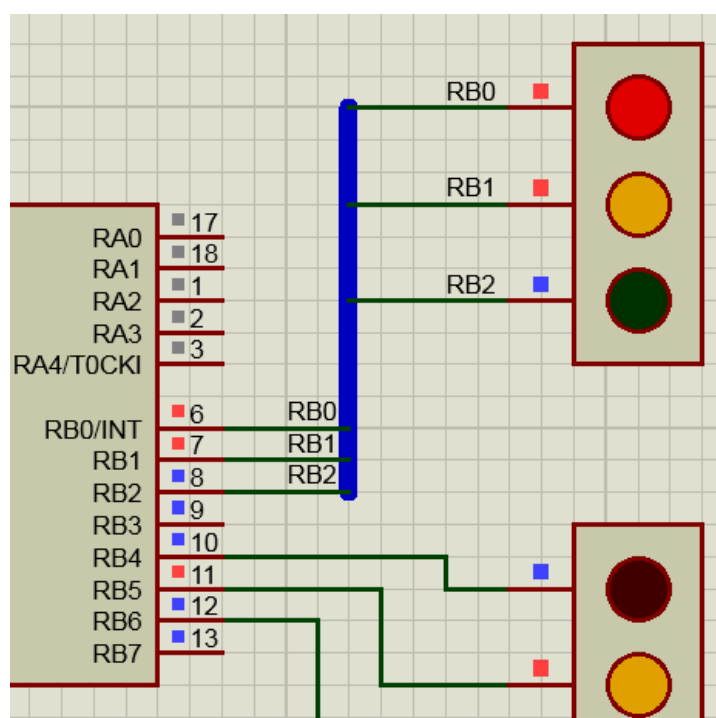 RB0
RB1
RB2
17
RA0
18
RA1
1
RA2
2
RA3
3
RA4/T0CKI
6 RB0
RB0/INT
7 RB1
RB1
8 RB2
RB2
9
RB3
10
RB4
11
RB5
12
RB6
13
RB7